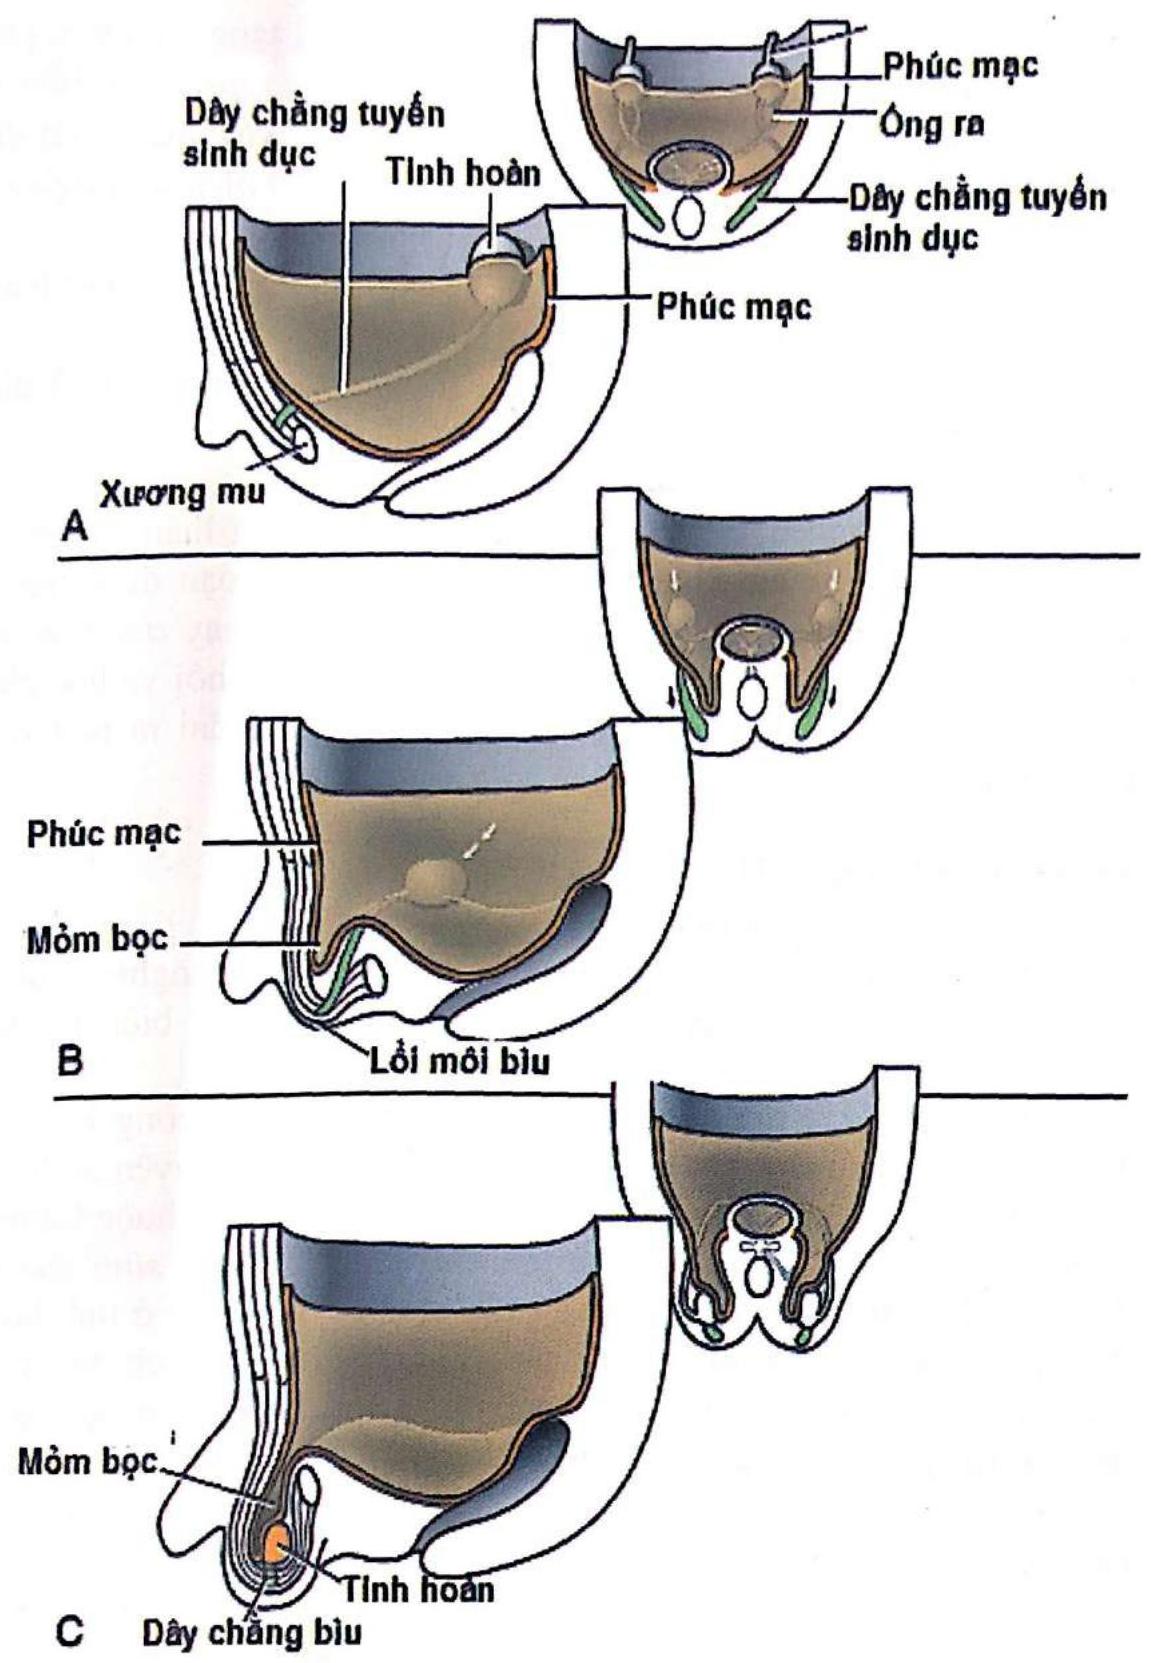 Phúc mạc
Ống ra
Dây chằng tuyến
sinh dục
Dây chằng tuyến
sinh dục
Tinh hoàn
Phúc mạc
Xương mu
A
Phúc mạc
Mỏm bọc
Lồi môi bìu
B
Mỏm bọc
Tinh hoàn
Dây chằng bìu
C